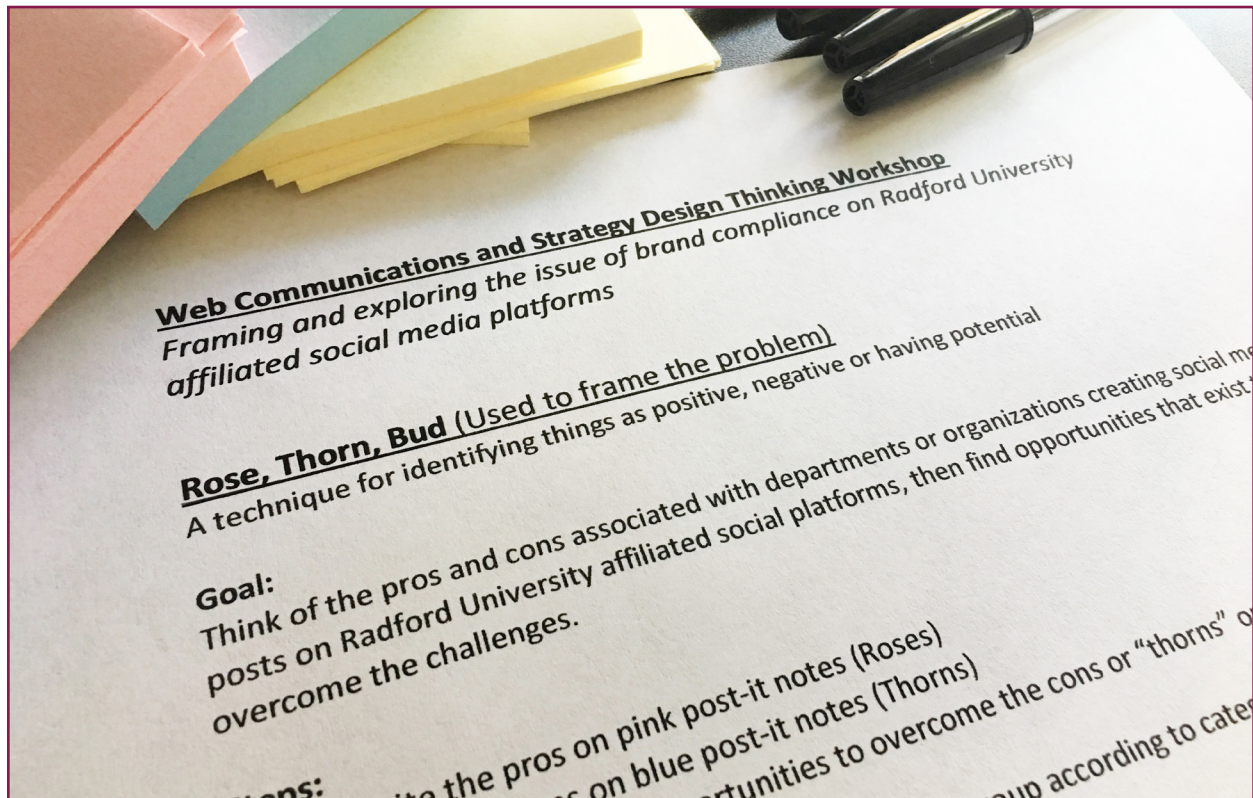 Web Communications and Strategy Design Thinking Workshop
Framing and exploring the issue of brand compliance on Radford University
affiliated social media platforms
Rose, Thorn, Bud (Used to frame the problem)
A technique for identifying things as positive, negative or having potential
Goal:
Think of the pros and cons associated with departments or organizations creating social
posts on Radford University affiliated social platforms, then find opportunities that exist
overcome the challenges.
the pros on pink post-it notes (Roses)
on blue post-it notes (Thorns)
to overcome the cons or “thorns”
according to